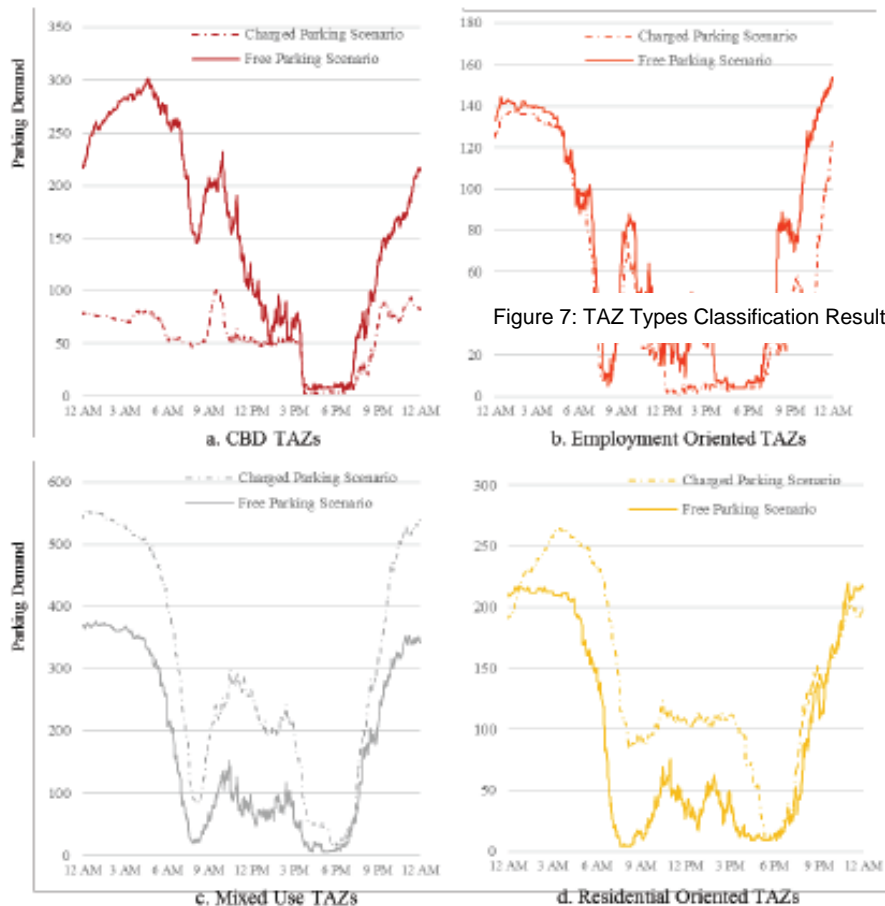 Charged Parking Scenario
Free Parking Scenario
Parking Demand
350
300
250
200
150
100
50
0
12 AM 3 AM 6 AM 9 AM 12 PM 3 PM 6 PM 9 PM 12 AM
a. CBD TAZs
Charged Parking Scenario
Free Parking Scenario
180
160
140
120
100
80
60
Figure 7: TAZ Types Classification Result
20
0
12 AM 3 AM 6 AM 9 AM 12 PM 3 PM 6 PM 9 PM 12 AM
b. Employment Oriented TAZs
Charged Parking Scenario
Free Parking Scenario
Parking Demand
600
500
400
300
200
100
0
12 AM 3 AM 6 AM 9 AM 12 PM 3 PM 6 PM 9 PM 12 AM
c. Mixed Use TAZs
Charged Parking Scenario
Free Parking Scenario
300
250
200
150
100
50
0
12 AM 3 AM 6 AM 9 AM 12 PM 3 PM 6 PM 9 PM 12 AM
d. Residential Oriented TAZs